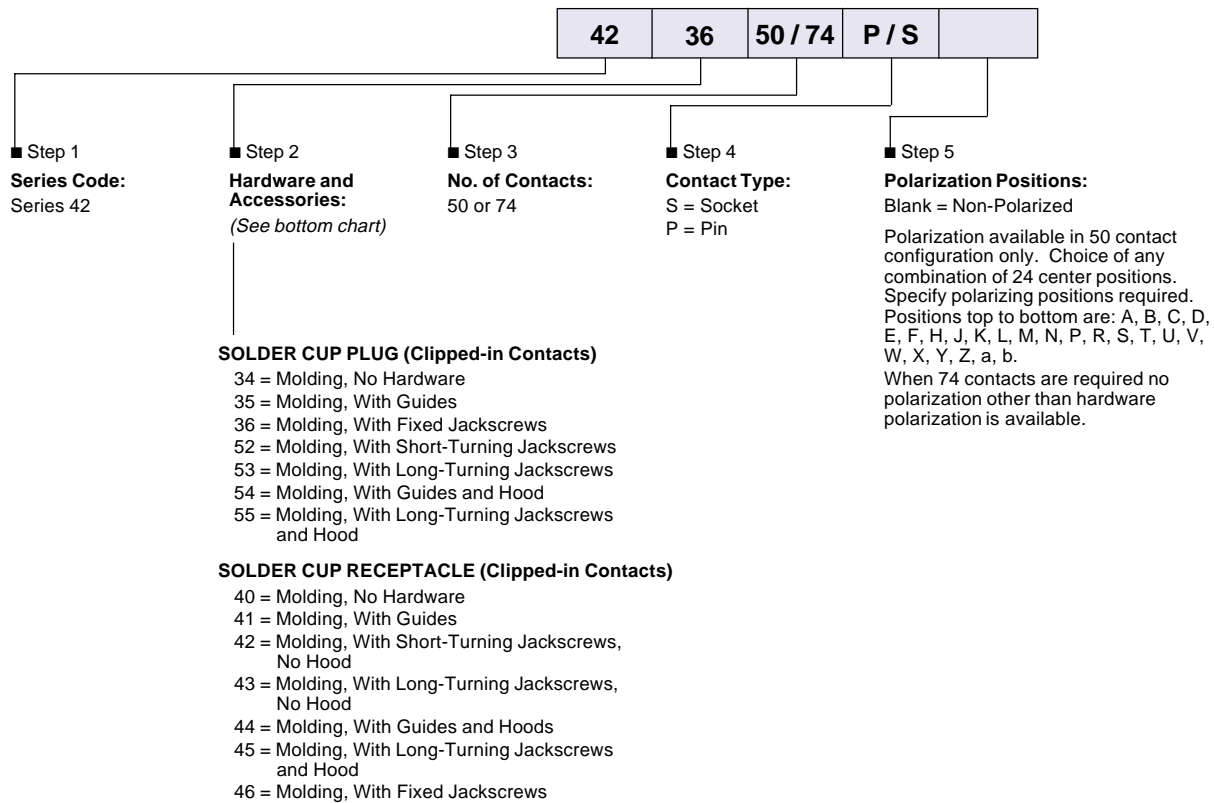 42 36 50 / 74 P / S
■ Step 1
Series Code:
Series 42
■ Step 2
Hardware and
Accessories:
(See bottom chart)
■ Step 3
No. of Contacts:
50 or 74
■ Step 4
Contact Type:
S = Socket
P = Pin
■ Step 5
Polarization Positions:
Blank = Non-Polarized
Polarization available in 50 contact
configuration only. Choice of any
combination of 24 center positions.
Specify polarizing positions required.
Positions top to bottom are: A, B, C, D,
E, F, H, J, K, L, M, N, P, R, S, T, U, V,
W, X, Y, Z, a, b.
When 74 contacts are required no
polarization other than hardware
polarization is available.
SOLDER CUP PLUG (Clipped-in Contacts)
34 = Molding, No Hardware
35 = Molding, With Guides
36 = Molding, With Fixed Jackscrews
52 = Molding, With Short-Turning Jackscrews
53 = Molding, With Long-Turning Jackscrews
54 = Molding, With Guides and Hood
55 = Molding, With Long-Turning Jackscrews
and Hood
SOLDER CUP RECEPTACLE (Clipped-in Contacts)
40 = Molding, No Hardware
41 = Molding, With Guides
42 = Molding, With Short-Turning Jackscrews,
No Hood
43 = Molding, With Long-Turning Jackscrews,
No Hood
44 = Molding, With Guides and Hoods
45 = Molding, With Long-Turning Jackscrews
and Hood
46 = Molding, With Fixed Jackscrews